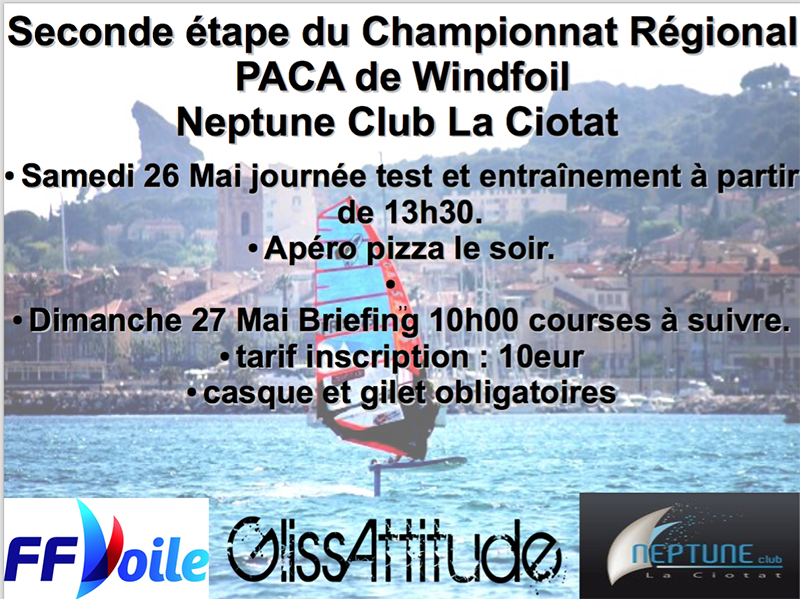 Seconde étape du Championnat Régional
PACA de Windfoil
Neptune Club La Ciotat
• Samedi 26 Mai journée test et entraînement à partir
de 13h30.
• Apéro pizza le soir.
•
• Dimanche 27 Mai Briefing 10h00 courses à suivre.
• tarif inscription : 10eur
• casque et gilet obligatoires
FFVoile
GlissAttitude
NEPTUNE club
La Ciotat